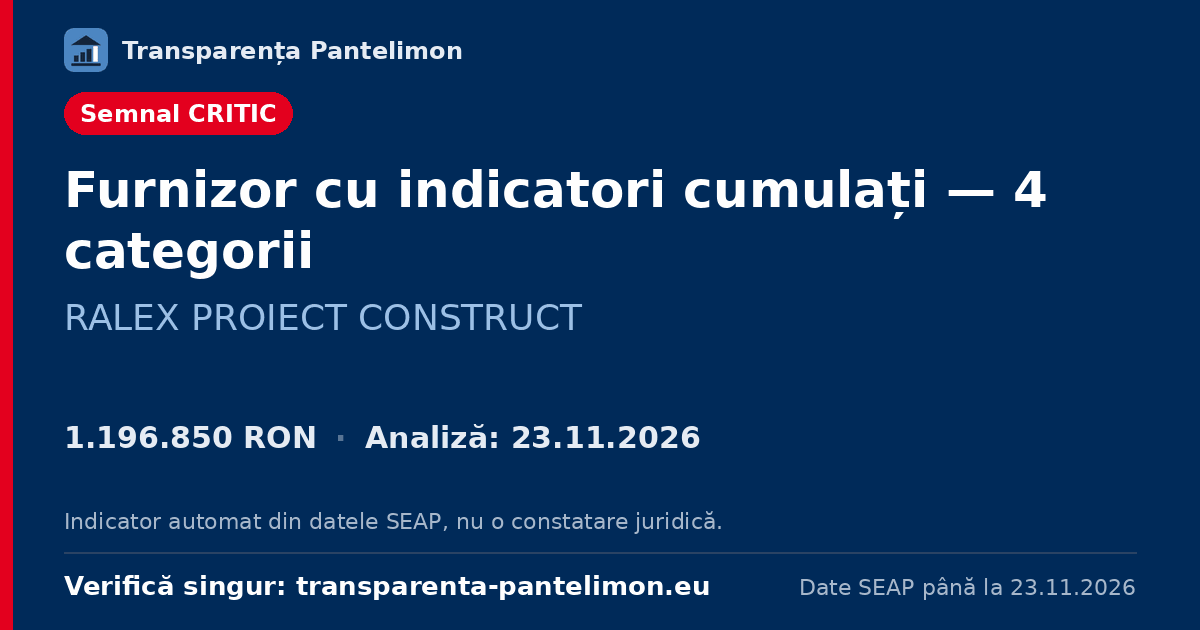 Transparența Pantelimon
Semnal CRITIC
Furnizor cu indicatori cumulați — 4
categorii
RALEX PROIECT CONSTRUCT
1.196.850 RON · Analiză: 23.11.2026
Indicator automat din datele SEAP, nu o constatare juridică.
Verifică singur: transparenta-pantelimon.eu
Date SEAP până la 23.11.2026